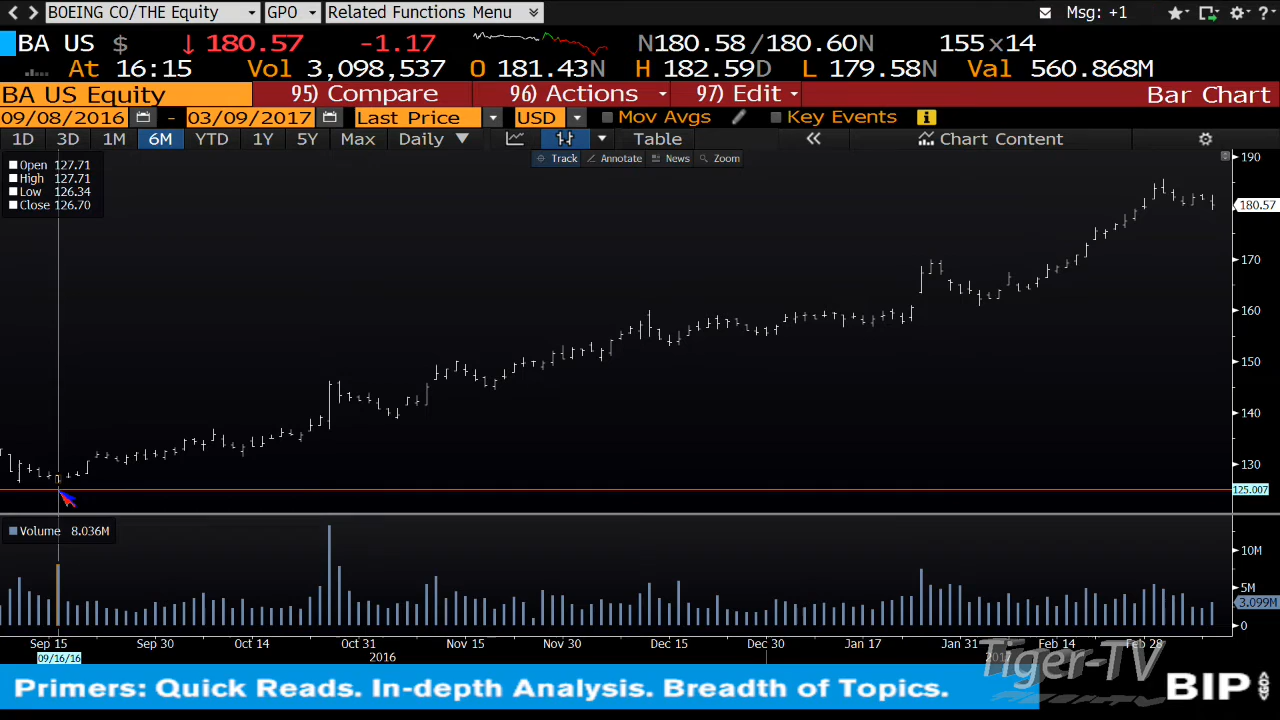 BOEING CO/THE Equity GPO Related Functions Menu Msg: +1
BA US $ ↓ 180.57 -1.17 N180.58/180.60N 155x14
At 16:15 Vol 3,098,537 O 181.43N H 182.59D L 179.58N Val 560.868M
BA US Equity 95) Compare 96) Actions 97) Edit Bar Chart
09/08/2016 - 03/09/2017 Last Price USD Mov Avgs Key Events
1D 3D 1M 6M YTD 1Y 5Y Max Daily ▼ Table « Chart Content
Track Annotate News Zoom
Open 127.71
High 127.71
Low 126.34
Close 126.70
190
180.57
170
160
150
140
130
125.007
Volume 8.036M
10M
5M
3.099M
0
Sep 15 Sep 30 Oct 14 Oct 31 Nov 15 Nov 30 Dec 15 Dec 30 Jan 17 Jan 31 Feb 14 Feb 28
09/16/16 2016
Tiger-TV
Primers: Quick Reads. In-depth Analysis. Breadth of Topics.
BIP